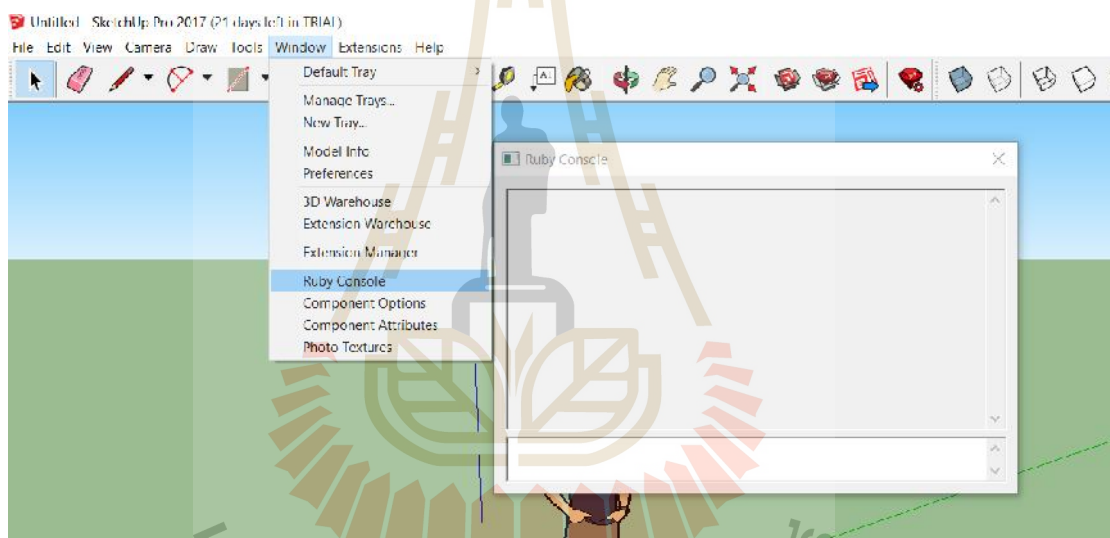 Untitled - SketchUp Pro 2017 (21 days left in TRIAL)
File Edit View Camera Draw Tools Window Extensions Help
A1
Default Tray
Manage Trays...
New Tray...
Model Info
Preferences
3D Warehouse
Extension Warehouse
Extension Manager
Ruby Console
Component Options
Component Attributes
Photo Textures
Ruby Console